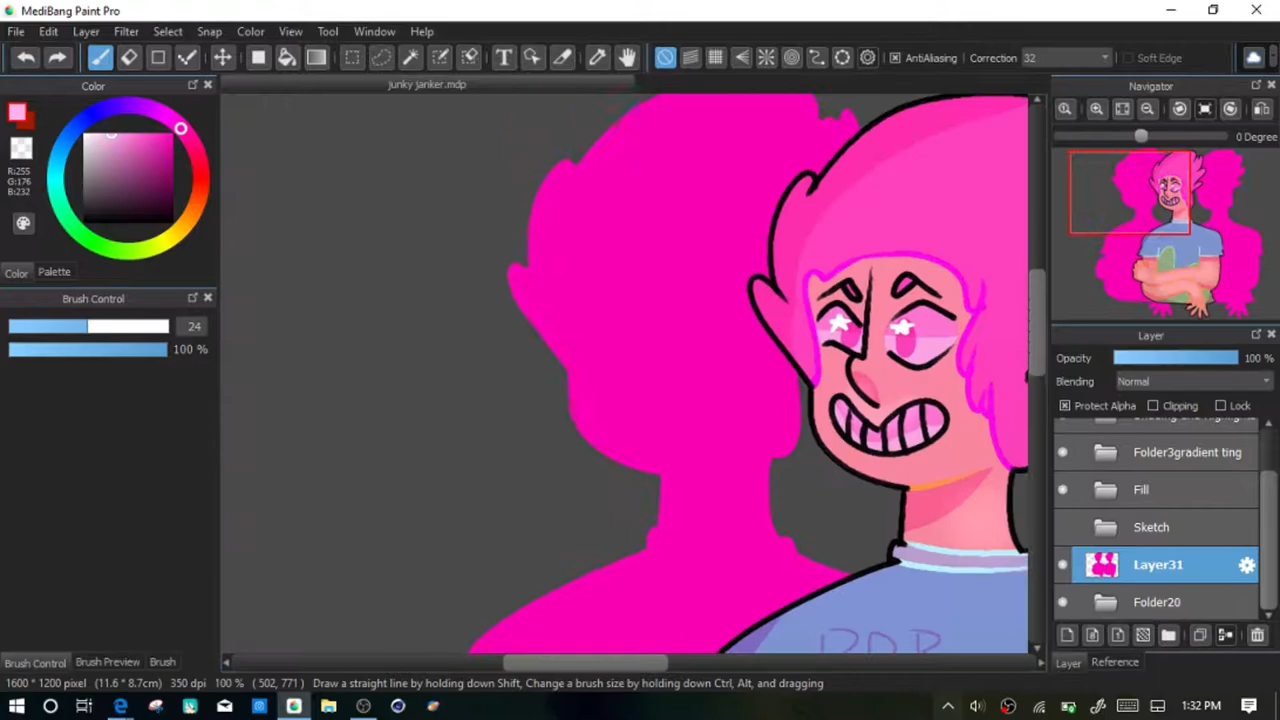 MediBang Paint Pro
File Edit Layer Filter Select Snap Color View Tool Window Help
AntiAliasing Correction 32 Soft Edge
Color
junky janker.mdp
Navigator
0 Degree
R:255
G:176
B:232
Color Palette
Brush Control
24
100 %
Layer
Opacity 100 %
Blending Normal
Protect Alpha Clipping Lock
Folder3gradient ting
Fill
Sketch
Layer31
Folder20
Brush Control Brush Preview Brush
Layer Reference
1600 * 1200 pixel (11.6 * 8.7cm) 350 dpi 100 % (502, 771) Draw a straight line by holding down Shift, Change a brush size by holding down Ctrl, Alt, and dragging
1:32 PM